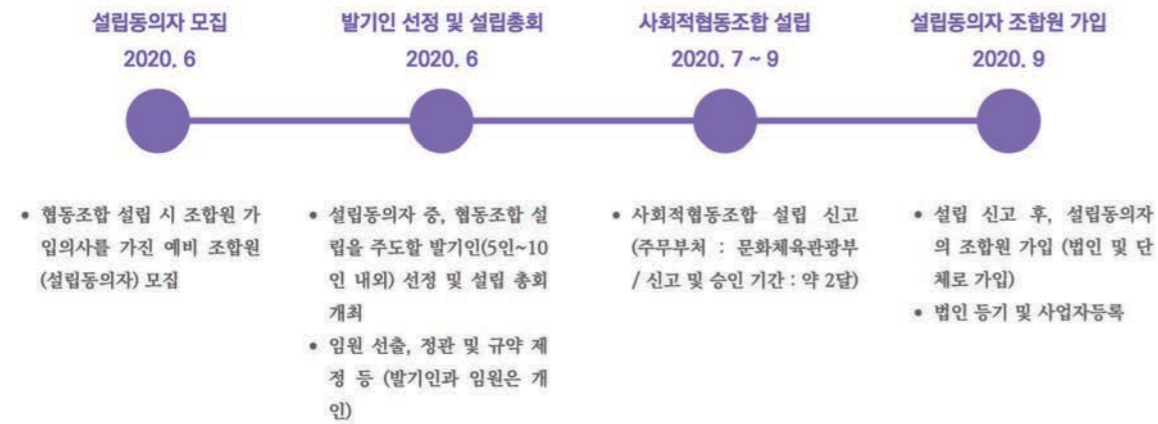 설립동의자 모집
2020. 6
발기인 선정 및 설립총회
2020. 6
사회적협동조합 설립
2020. 7 ~ 9
설립동의자 조합원 가입
2020. 9
• 협동조합 설립 시 조합원 가
입의사를 가진 예비 조합원
(설립동의자) 모집
• 설립동의자 중, 협동조합 설
립을 주도할 발기인(5인~10
인 내외) 선정 및 설립 총회
개최
• 임원 선출, 정관 및 규약 제
정 등 (발기인과 임원은 개
인)
• 사회적협동조합 설립 신고
(주무부처 : 문화체육관광부
/ 신고 및 승인 기간 : 약 2달)
• 설립 신고 후, 설립동의자
의 조합원 가입 (법인 및 단
체로 가입)
• 법인 등기 및 사업자등록